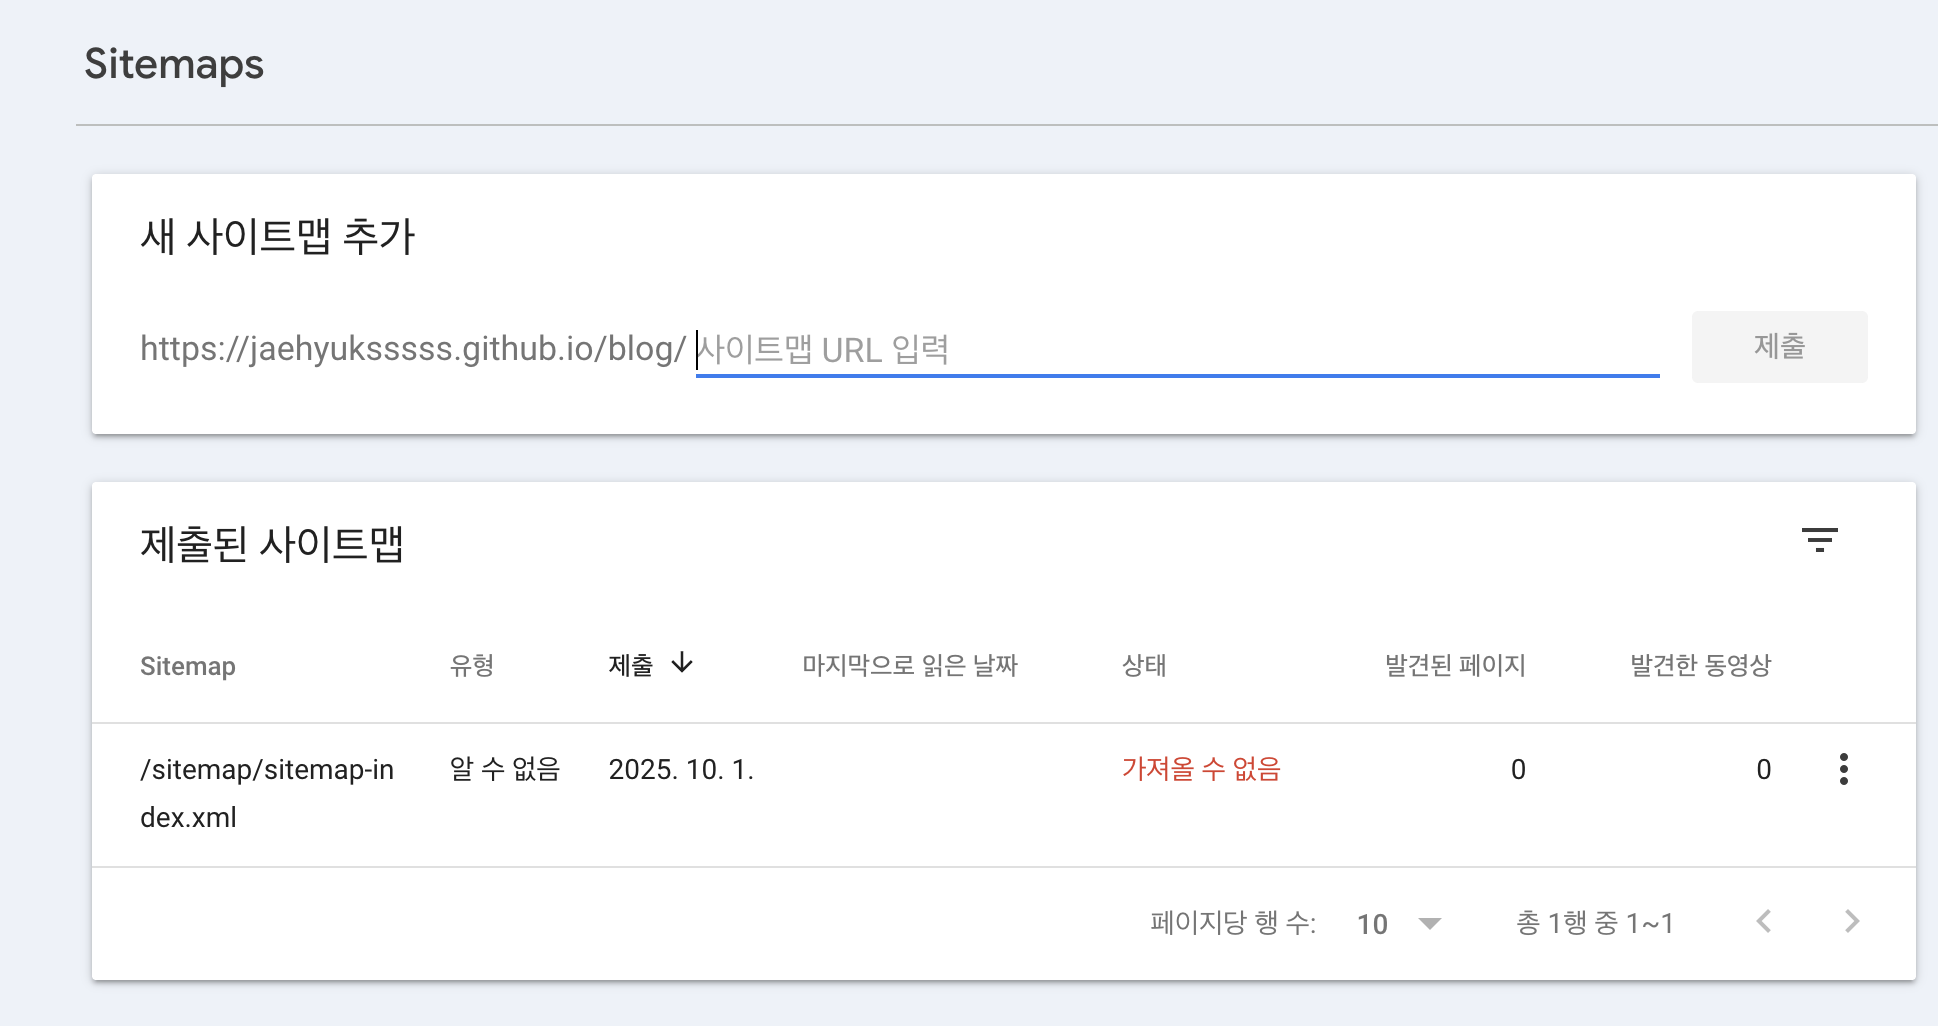 Sitemaps
새 사이트맵 추가
https://jaehyuksssss.github.io/blog/ 사이트맵 URL 입력
제출
제출된 사이트맵
Sitemap 유형 제출 마지막으로 읽은 날짜 상태 발견된 페이지 발견한 동영상
/sitemap/sitemap-in 알 수 없음 2025. 10. 1. 가져올 수 없음 0 0
dex.xml
페이지당 행 수: 10 총 1행 중 1~1